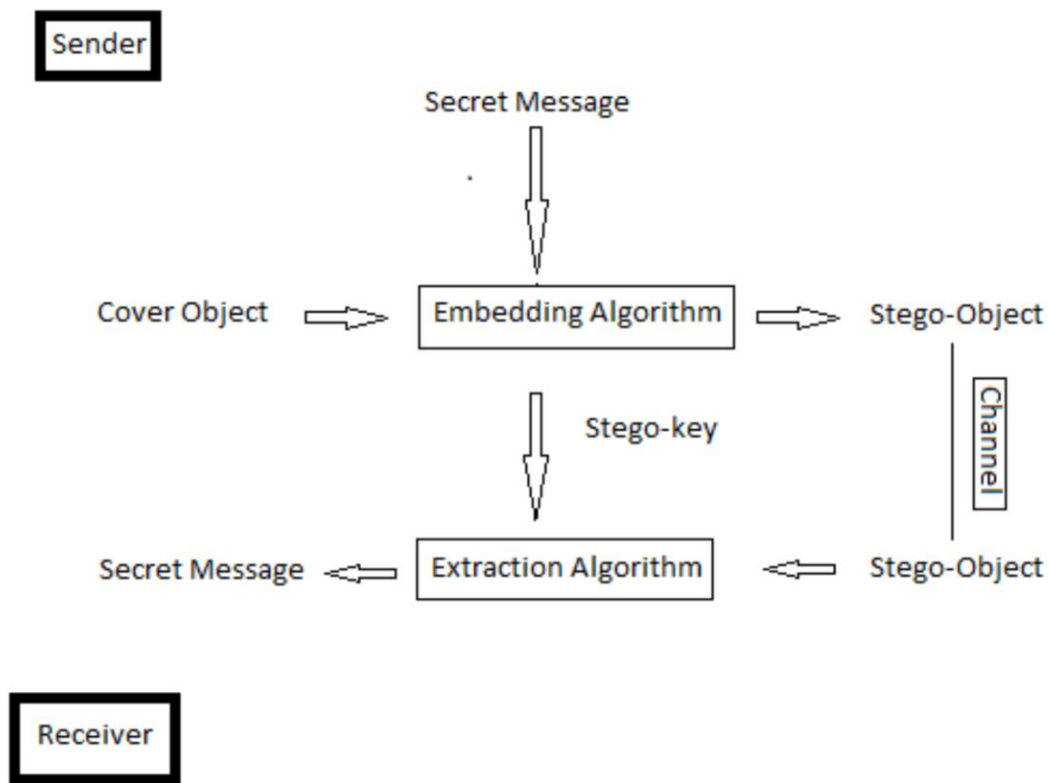 Sender
Secret Message
Cover Object
Embedding Algorithm
Stego-Object
Stego-key
Channel
Secret Message
Extraction Algorithm
Stego-Object
Receiver